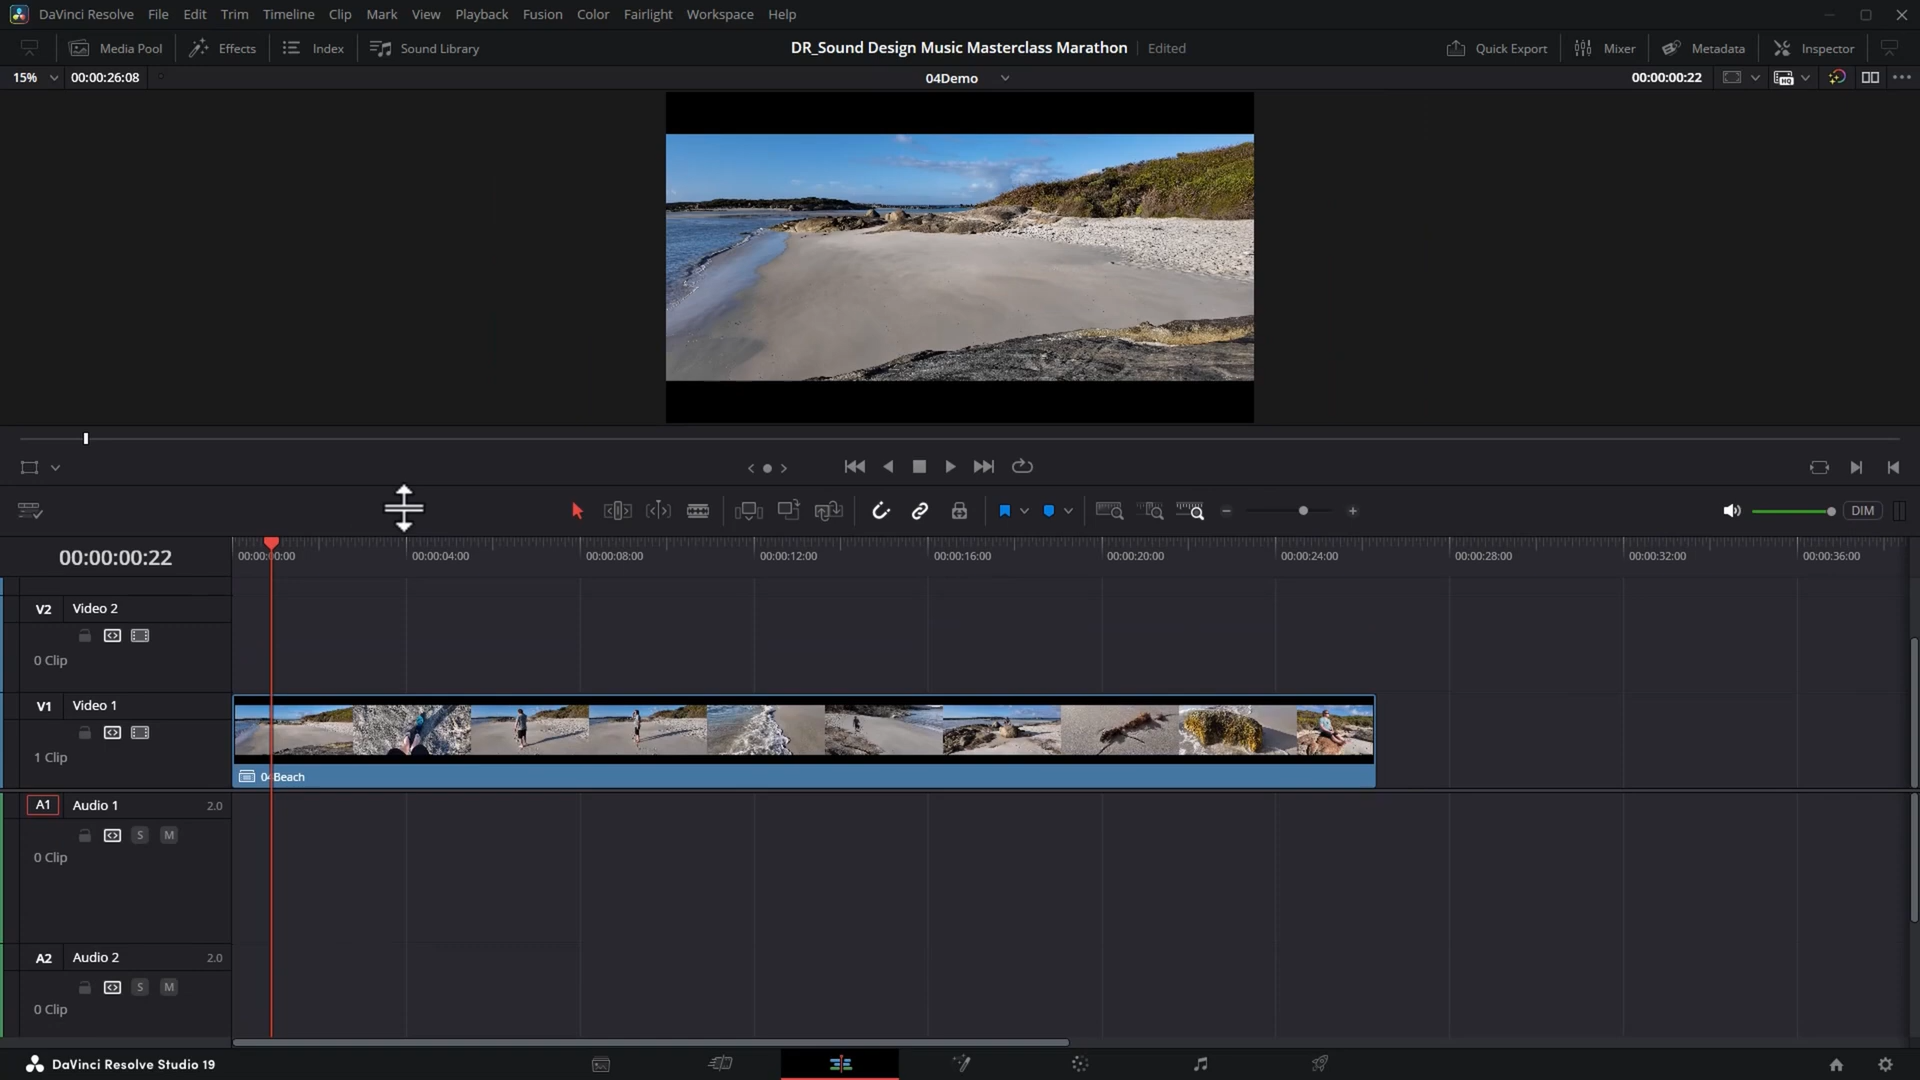 DaVinci Resolve File Edit Trim Timeline Clip Mark View Playback Fusion Color Fairlight Workspace Help
Media Pool Effects Index Sound Library DR_Sound Design Music Masterclass Marathon Edited Quick Export Mixer Metadata Inspector
15% 00:00:26:08 04Demo 00:00:00:22
DIM
00:00:00:22 00:00:00:00 00:00:04:00 00:00:08:00 00:00:12:00 00:00:16:00 00:00:20:00 00:00:24:00 00:00:28:00 00:00:32:00 00:00:36:00
V2 Video 2
0 Clip
V1 Video 1
1 Clip
04Beach
A1 Audio 1 2.0
S M
0 Clip
A2 Audio 2 2.0
S M
0 Clip
DaVinci Resolve Studio 19